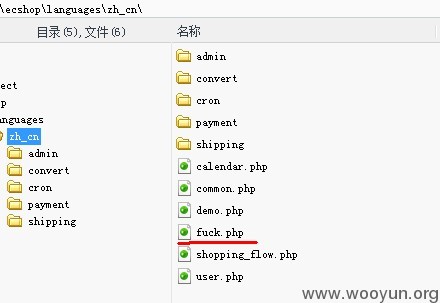 \ecshop\languages\zh_cn\
目录(5),文件(6)
名称
ect
p
anguages
zh_cn
admin
convert
cron
payment
shipping
admin
convert
cron
payment
shipping
calendar.php
common.php
demo.php
fuck.php
shopping_flow.php
user.php
www.wooyun.org